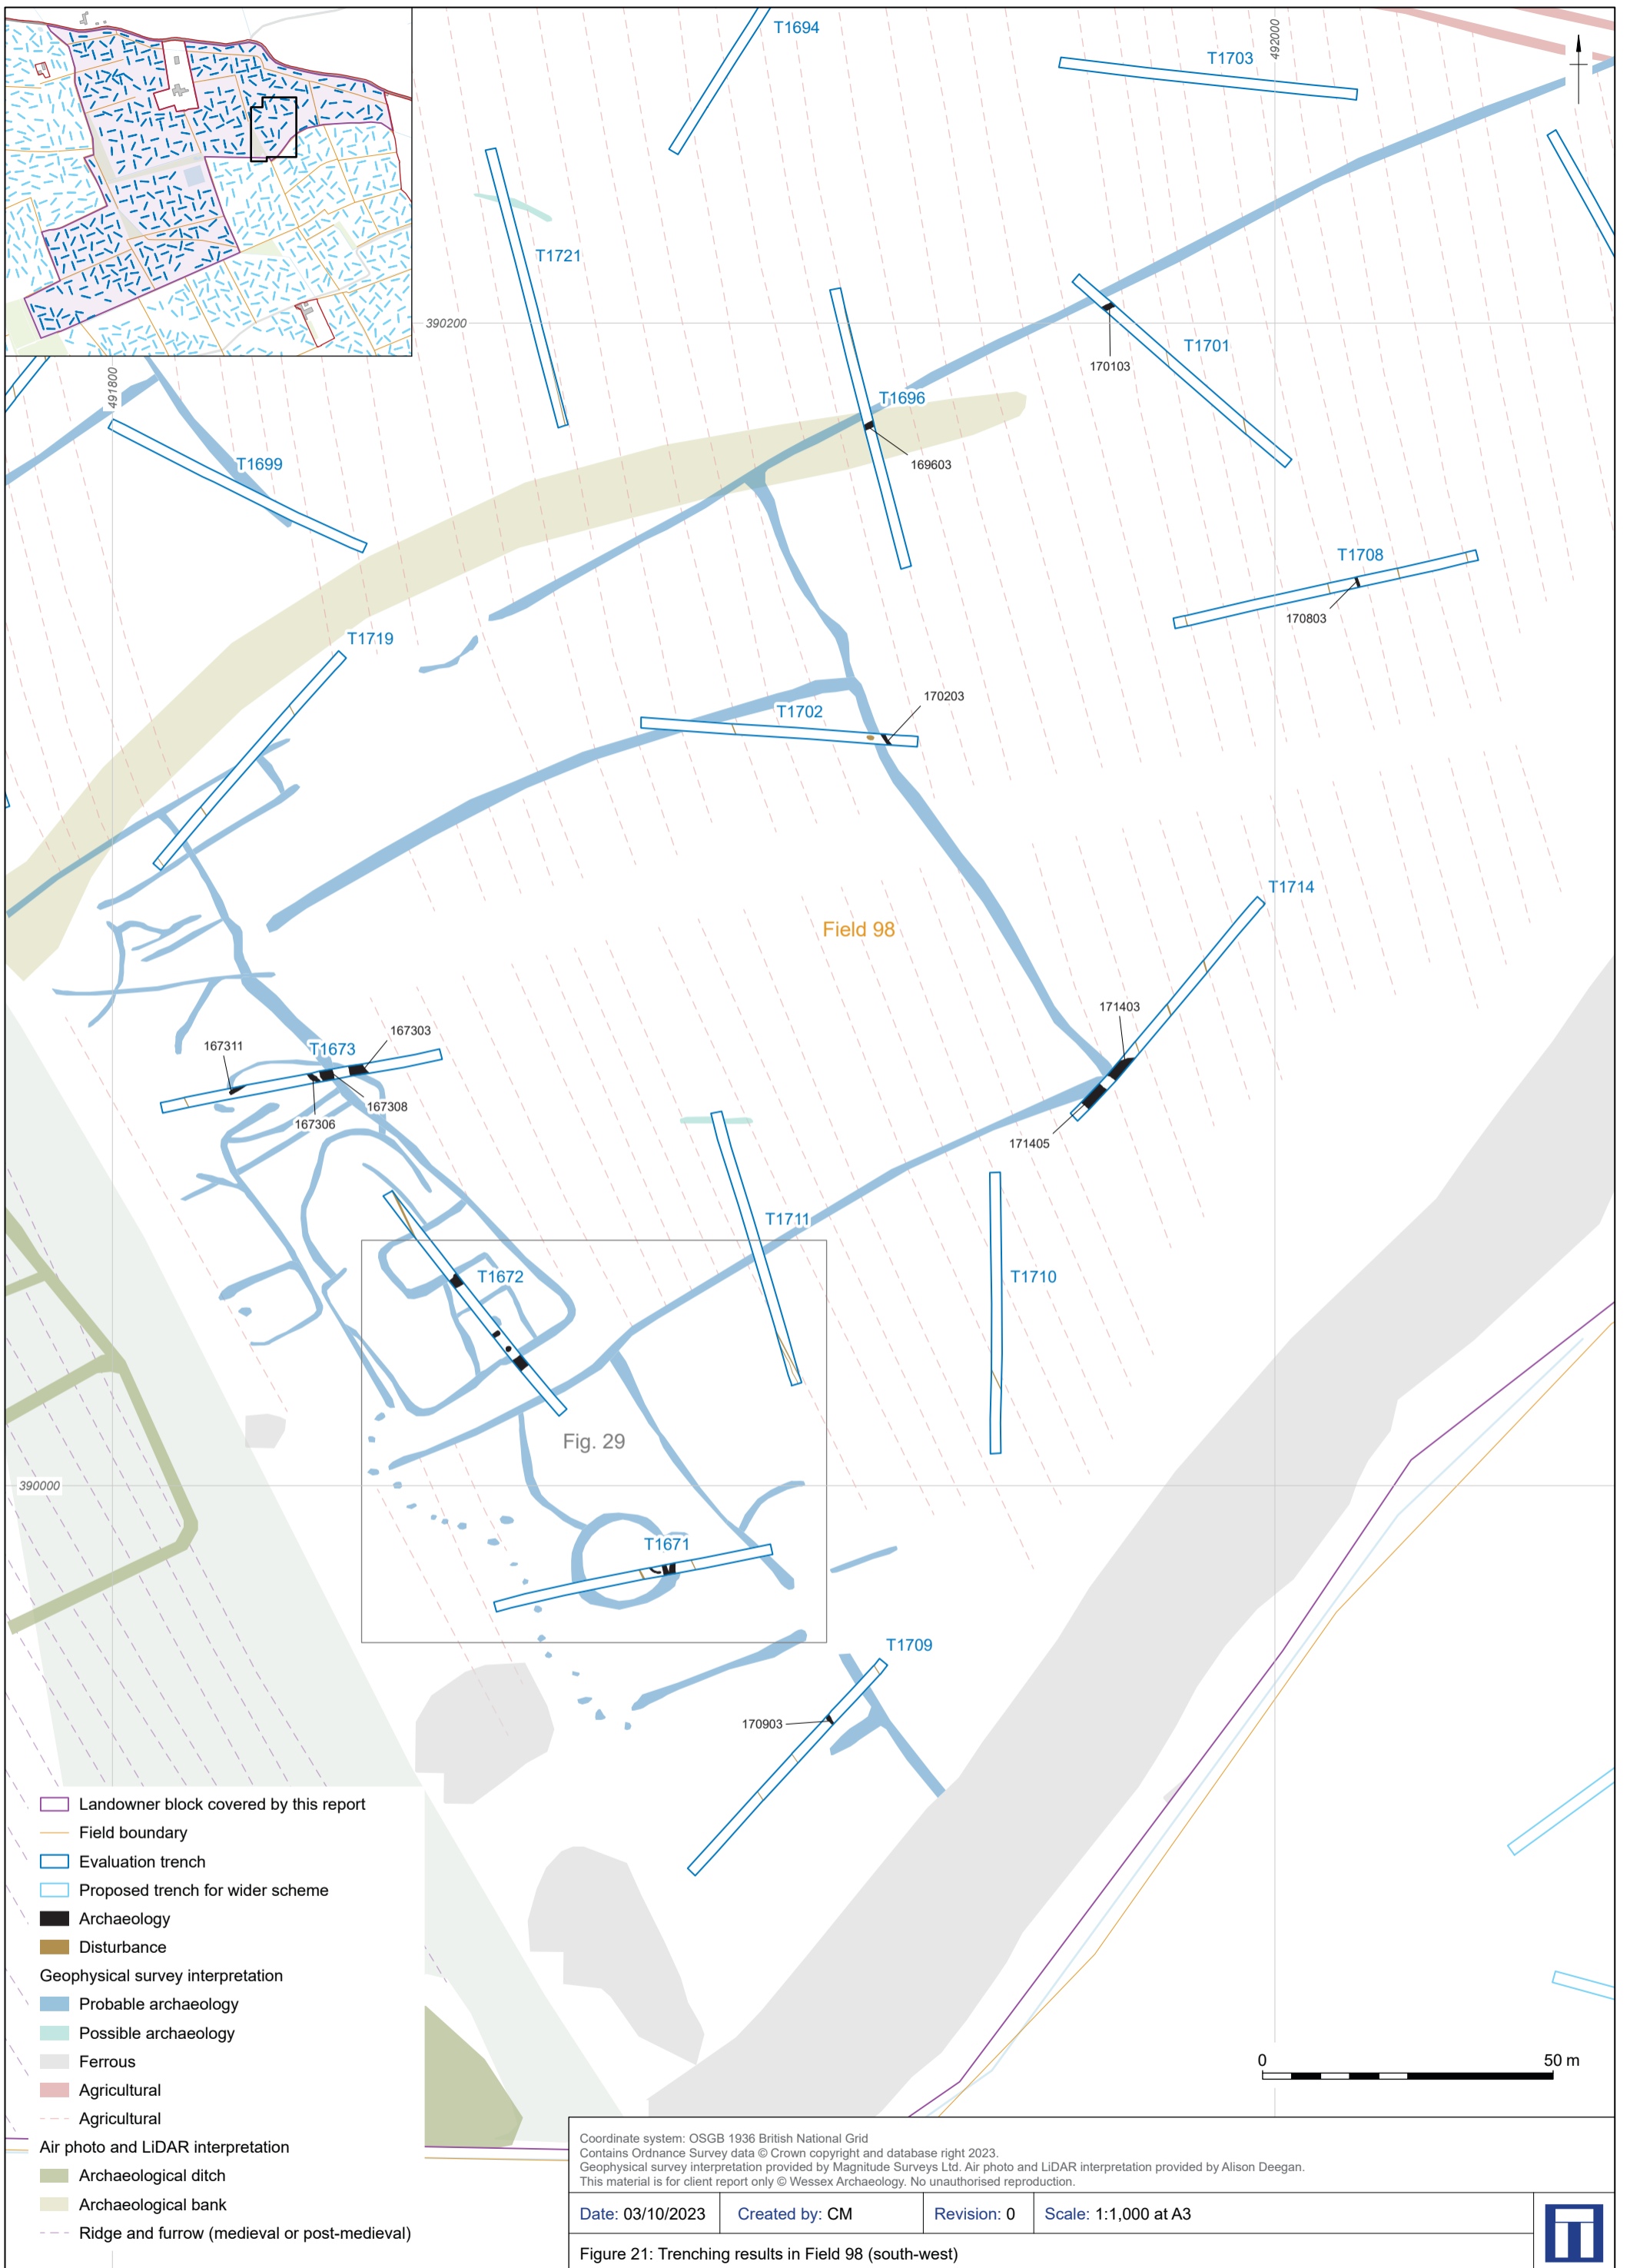 T1694
T1703
492000
T1721
390200
T1701
170103
491800
T1696
T1699
169603
T1708
170803
T1719
170203
T1702
T1714
Field 98
171403
167303
167311
T1673
167308
167306
171405
T1711
T1672
T1710
Fig. 29
390000
T1671
T1709
170903
Landowner block covered by this report
Field boundary
Evaluation trench
Proposed trench for wider scheme
Archaeology
Disturbance
Geophysical survey interpretation
Probable archaeology
Possible archaeology
Ferrous
Agricultural
Agricultural
Air photo and LiDAR interpretation
Archaeological ditch
Archaeological bank
Ridge and furrow (medieval or post-medieval)
0 50 m
Coordinate system: OSGB 1936 British National Grid
Contains Ordnance Survey data © Crown copyright and database right 2023.
Geophysical survey interpretation provided by Magnitude Surveys Ltd. Air photo and LiDAR interpretation provided by Alison Deegan.
This material is for client report only © Wessex Archaeology. No unauthorised reproduction.
Date: 03/10/2023 Created by: CM Revision: 0 Scale: 1:1,000 at A3
Figure 21: Trenching results in Field 98 (south-west)